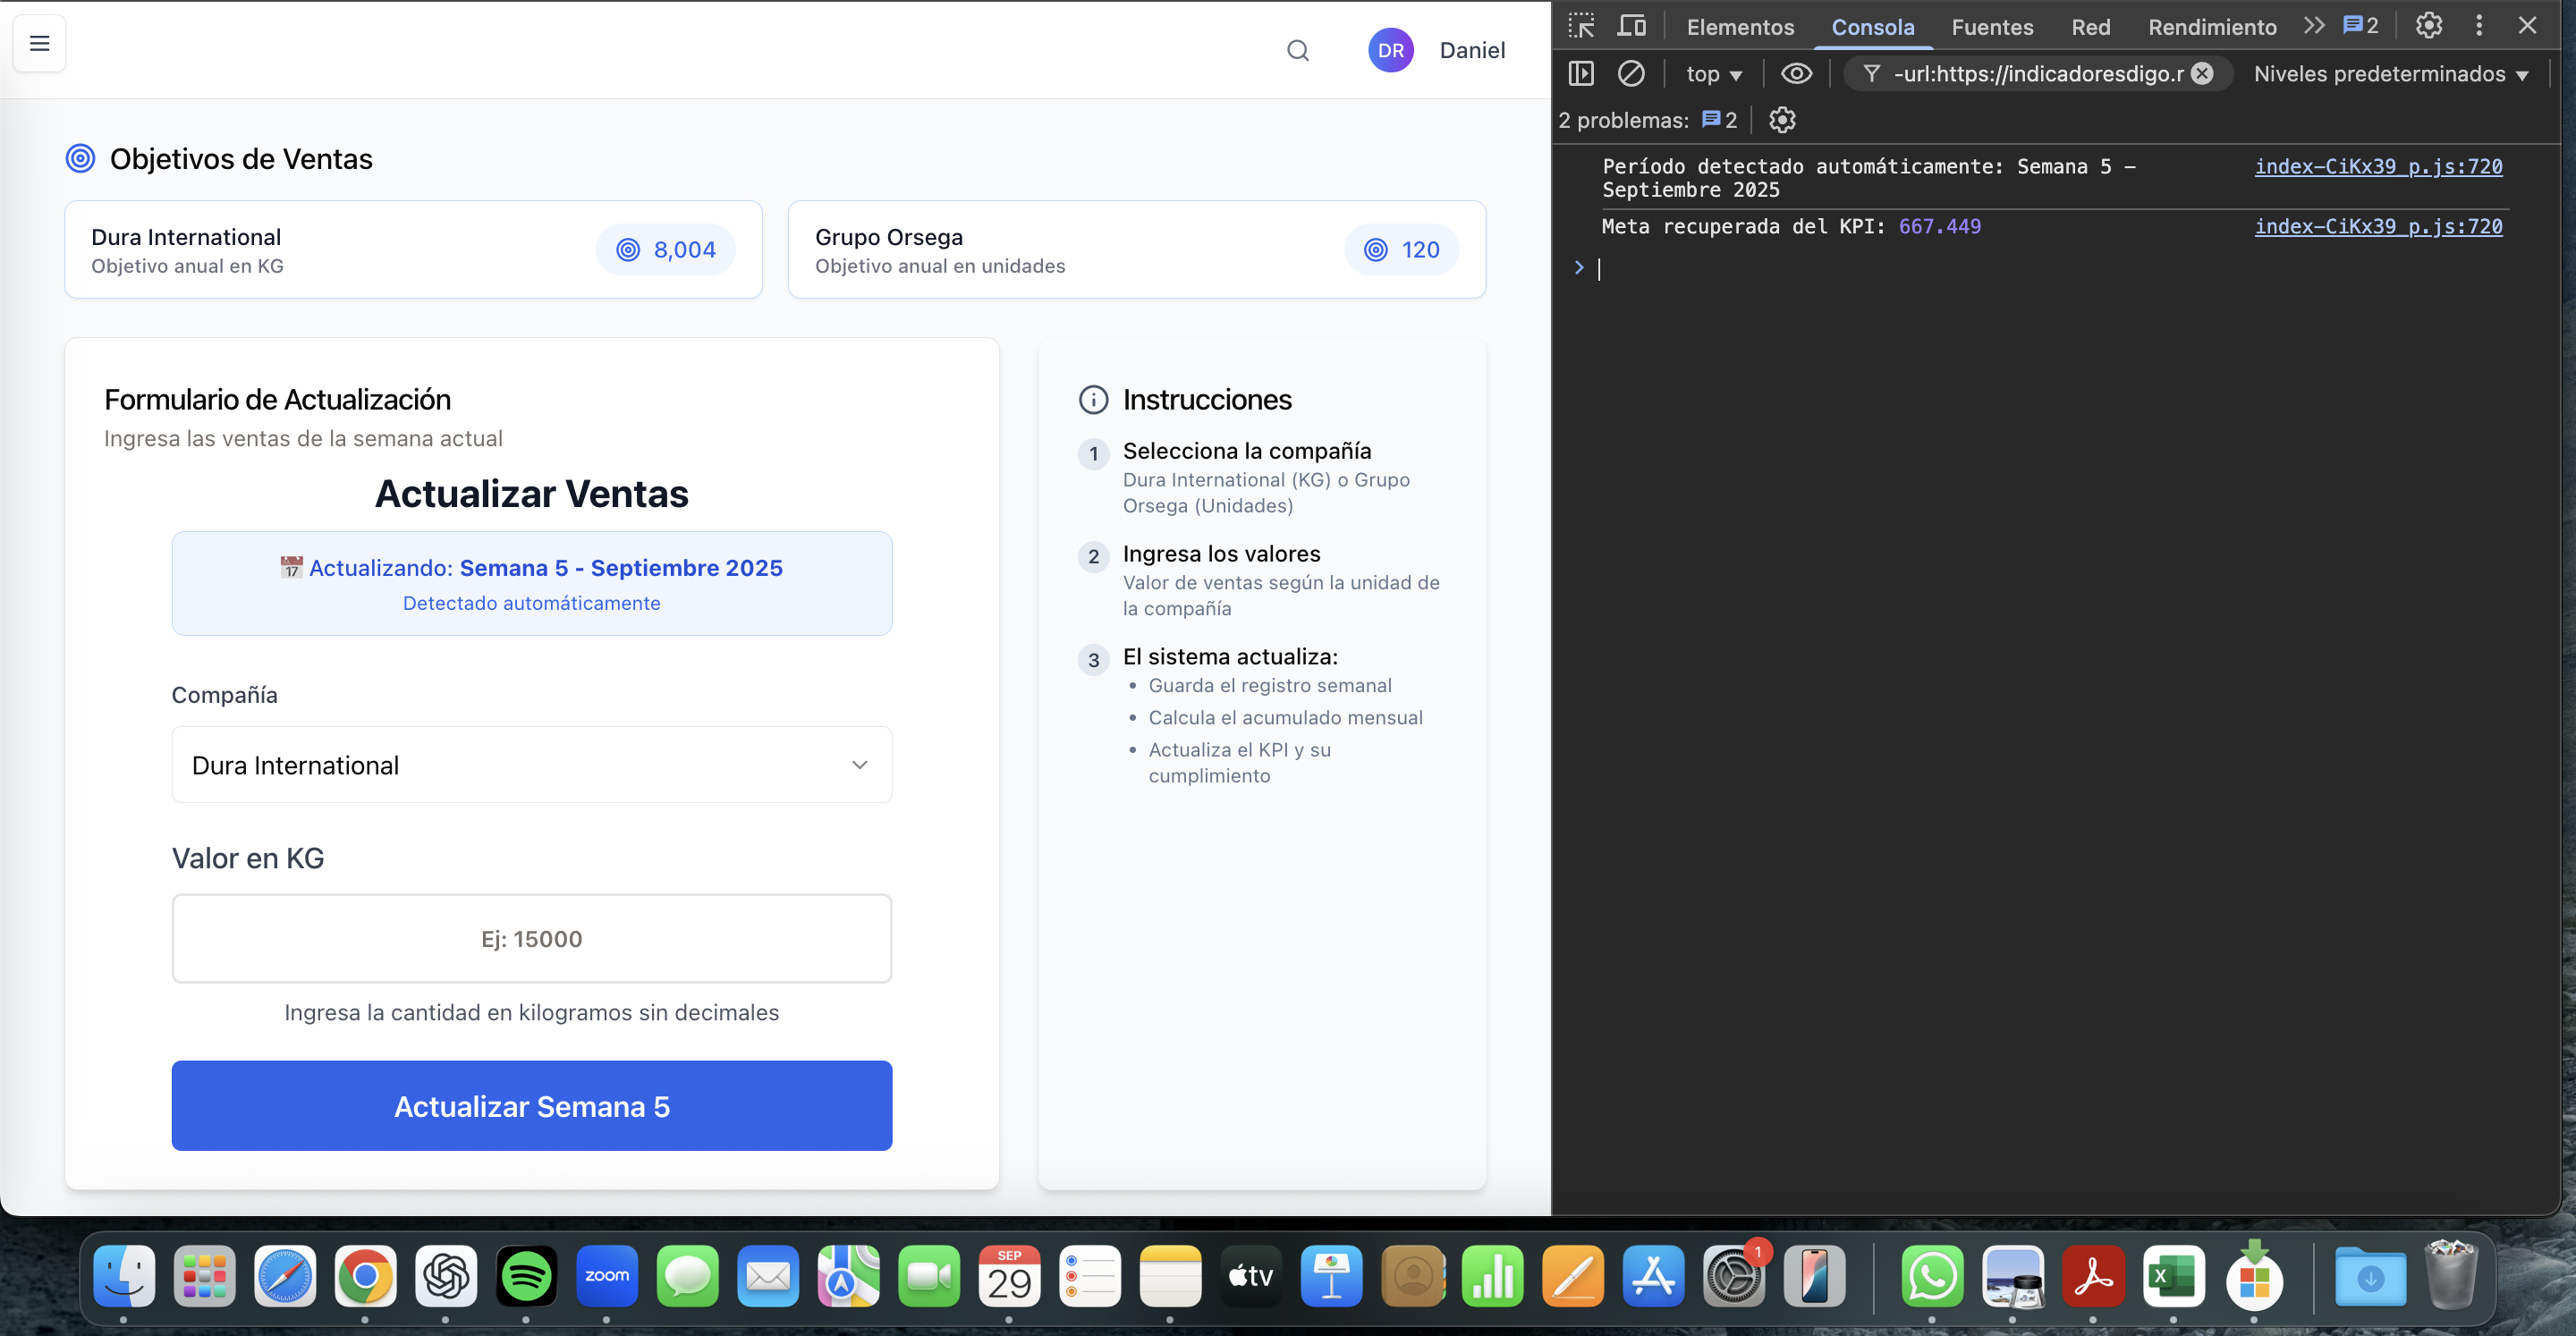 DR
Daniel
Objetivos de Ventas
Dura International
Objetivo anual en KG
8,004
Grupo Orsega
Objetivo anual en unidades
120
Formulario de Actualización
Ingresa las ventas de la semana actual
Actualizar Ventas
17 Actualizando: Semana 5 - Septiembre 2025
Detectado automáticamente
Compañía
Dura International
Valor en KG
Ej: 15000
Ingresa la cantidad en kilogramos sin decimales
Actualizar Semana 5
Instrucciones
1 Selecciona la compañía
Dura International (KG) o Grupo
Orsega (Unidades)
2 Ingresa los valores
Valor de ventas según la unidad de
la compañía
3 El sistema actualiza:
• Guarda el registro semanal
• Calcula el acumulado mensual
• Actualiza el KPI y su
cumplimiento
Elementos Consola Fuentes Red Rendimiento 2
top -url:https://indicadoresdigo.r Niveles predeterminados
2 problemas: 2
Período detectado automáticamente: Semana 5 – index-CiKx39_p.js:720
Septiembre 2025
Meta recuperada del KPI: 667.449 index-CiKx39_p.js:720
zoom
SEP
29
tv
1
X